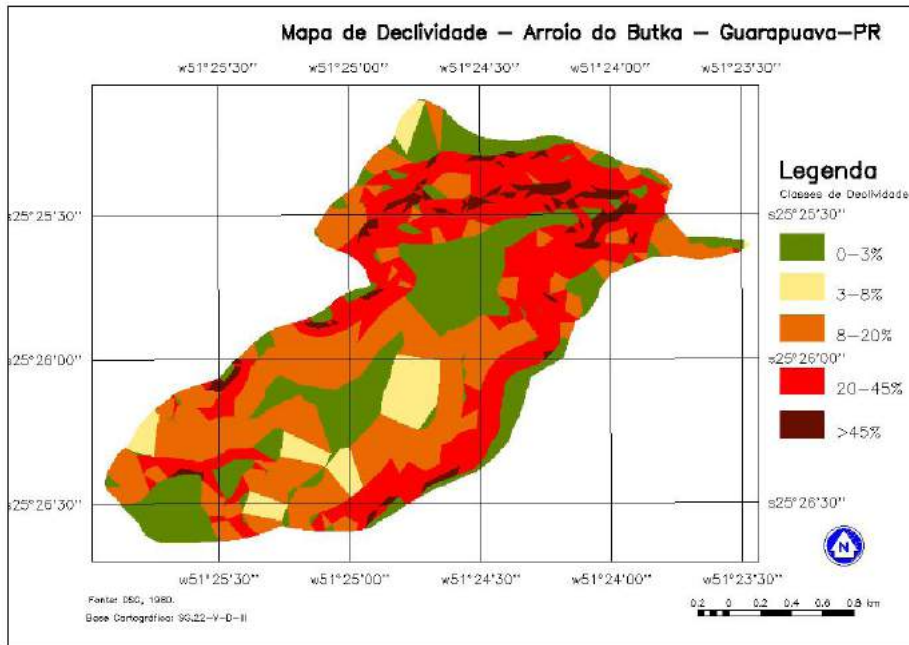 Mapa de Declividade – Arroio do Butka – Guarapuava–PR
w51°25'30'' w51°25'00'' w51°24'30'' w51°24'00'' w51°23'30''
Legenda
Classes de Declividade
s25°25'30'' s25°25'30''
0–3%
3–8%
8–20%
s25°26'00'' s25°26'00''
20–45%
>45%
s25°26'30'' s25°26'30''
N
w51°25'30'' w51°25'00'' w51°24'30'' w51°24'00'' w51°23'30''
Fonte: DSG, 1980.
0.2 0 0.2 0.4 0.6 0.8 km
Base Cartográfica: SG.22–V–D–II